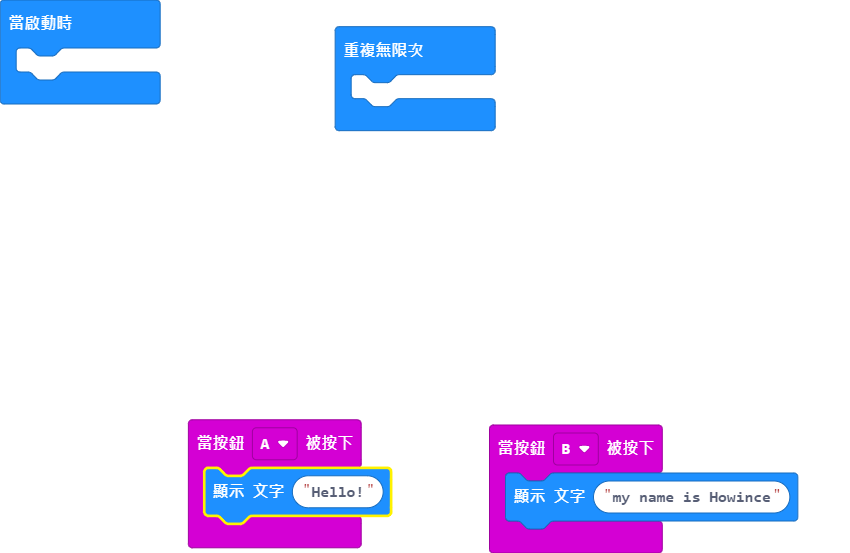 當啟動時
重複無限次
當按鈕 A 被按下
顯示 文字 "Hello!"
當按鈕 B 被按下
顯示 文字 "my name is Howince"